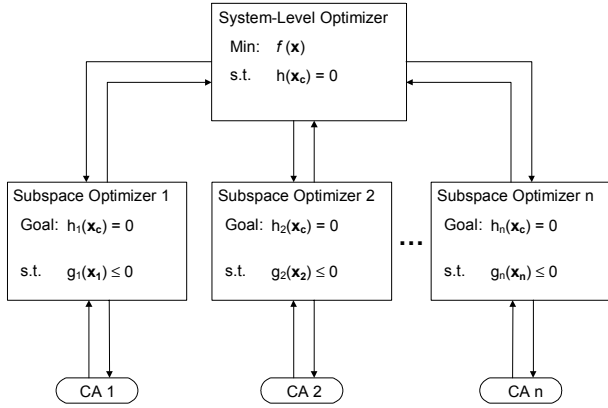 System-Level Optimizer
Min: f (x)
s.t. h(xc) = 0
Subspace Optimizer 1
Goal: h1(xc) = 0
s.t. g1(x1) ≤ 0
Subspace Optimizer 2
Goal: h2(xc) = 0
s.t. g2(x2) ≤ 0
...
Subspace Optimizer n
Goal: hn(xc) = 0
s.t. gn(xn) ≤ 0
CA 1
CA 2
CA n